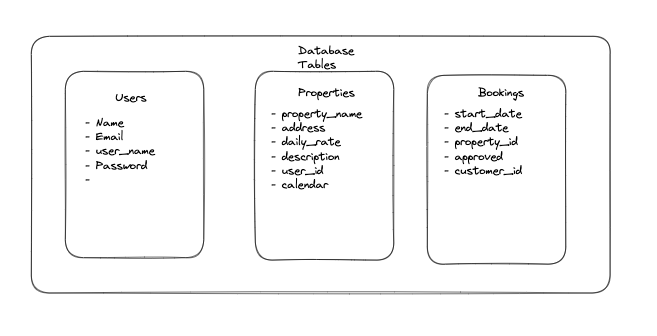 Database
Tables
Users
- Name
- Email
- user_name
- Password
-
Properties
- property_name
- address
- daily_rate
- description
- user_id
- calendar
Bookings
- start_date
- end_date
- property_id
- approved
- customer_id